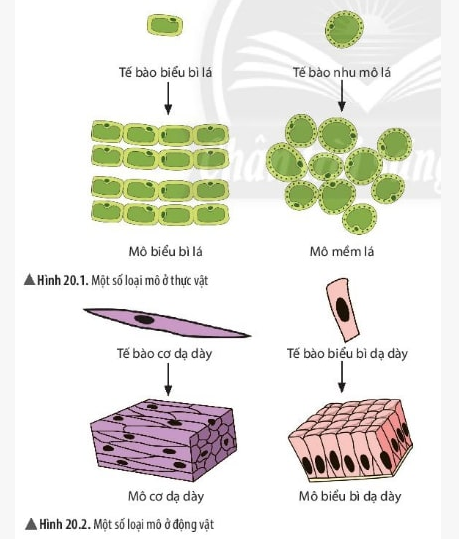 Tế bào biểu bì lá
Tế bào nhu mô lá
Mô biểu bì lá
Mô mềm lá
▲Hình 20.1. Một số loại mô ở thực vật
Tế bào cơ dạ dày
Tế bào biểu bì dạ dày
Mô cơ dạ dày
Mô biểu bì dạ dày
▲Hình 20.2. Một số loại mô ở động vật